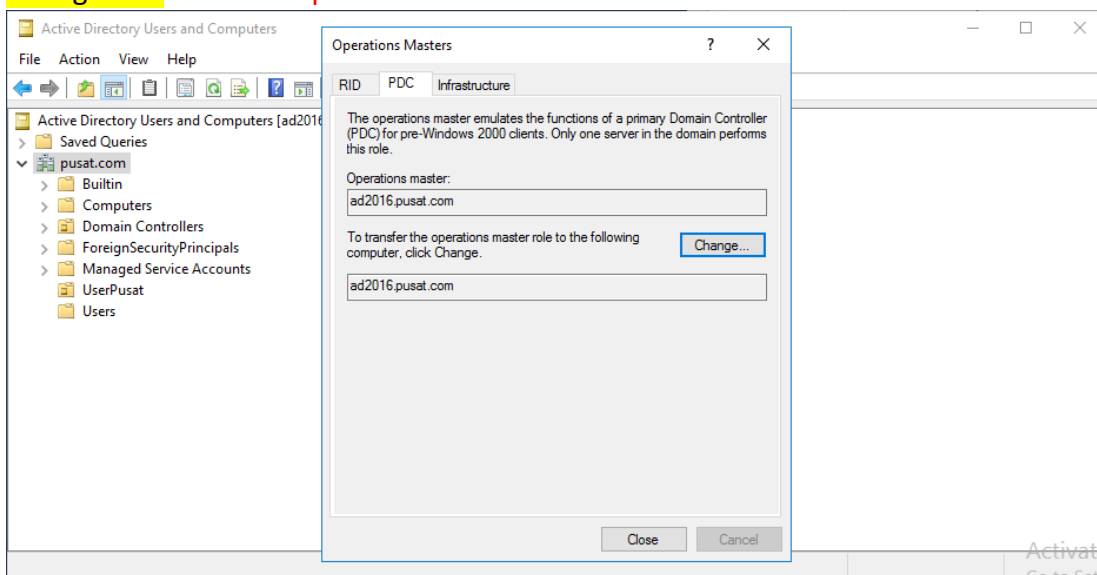 Active Directory Users and Computers
File Action View Help
Active Directory Users and Computers [ad2016
Saved Queries
pusat.com
Builtin
Computers
Domain Controllers
ForeignSecurityPrincipals
Managed Service Accounts
UserPusat
Users
Operations Masters
RID PDC Infrastructure
The operations master emulates the functions of a primary Domain Controller
(PDC) for pre-Windows 2000 clients. Only one server in the domain performs
this role.
Operations master:
ad2016.pusat.com
To transfer the operations master role to the following
computer, click Change.
Change...
ad2016.pusat.com
Close Cancel
Activat